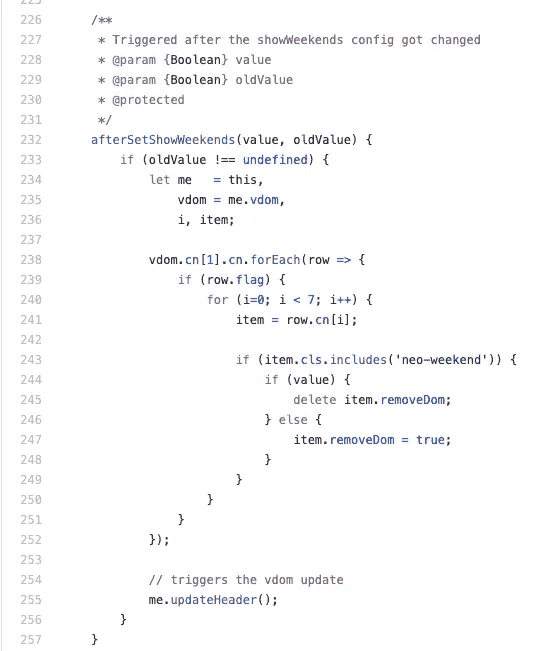 225
226 /**
227  * Triggered after the showWeekends config got changed
228  * @param {Boolean} value
229  * @param {Boolean} oldValue
230  * @protected
231  */
232 afterSetShowWeekends(value, oldValue) {
233     if (oldValue !== undefined) {
234         let me   = this,
235             vdom = me.vdom,
236             i, item;
237
238         vdom.cn[1].cn.forEach(row => {
239             if (row.flag) {
240                 for (i=0; i < 7; i++) {
241                     item = row.cn[i];
242
243                     if (item.cls.includes('neo-weekend')) {
244                         if (value) {
245                             delete item.removeDom;
246                         } else {
247                             item.removeDom = true;
248                         }
249                     }
250                 }
251             }
252         });
253
254         // triggers the vdom update
255         me.updateHeader();
256     }
257 }